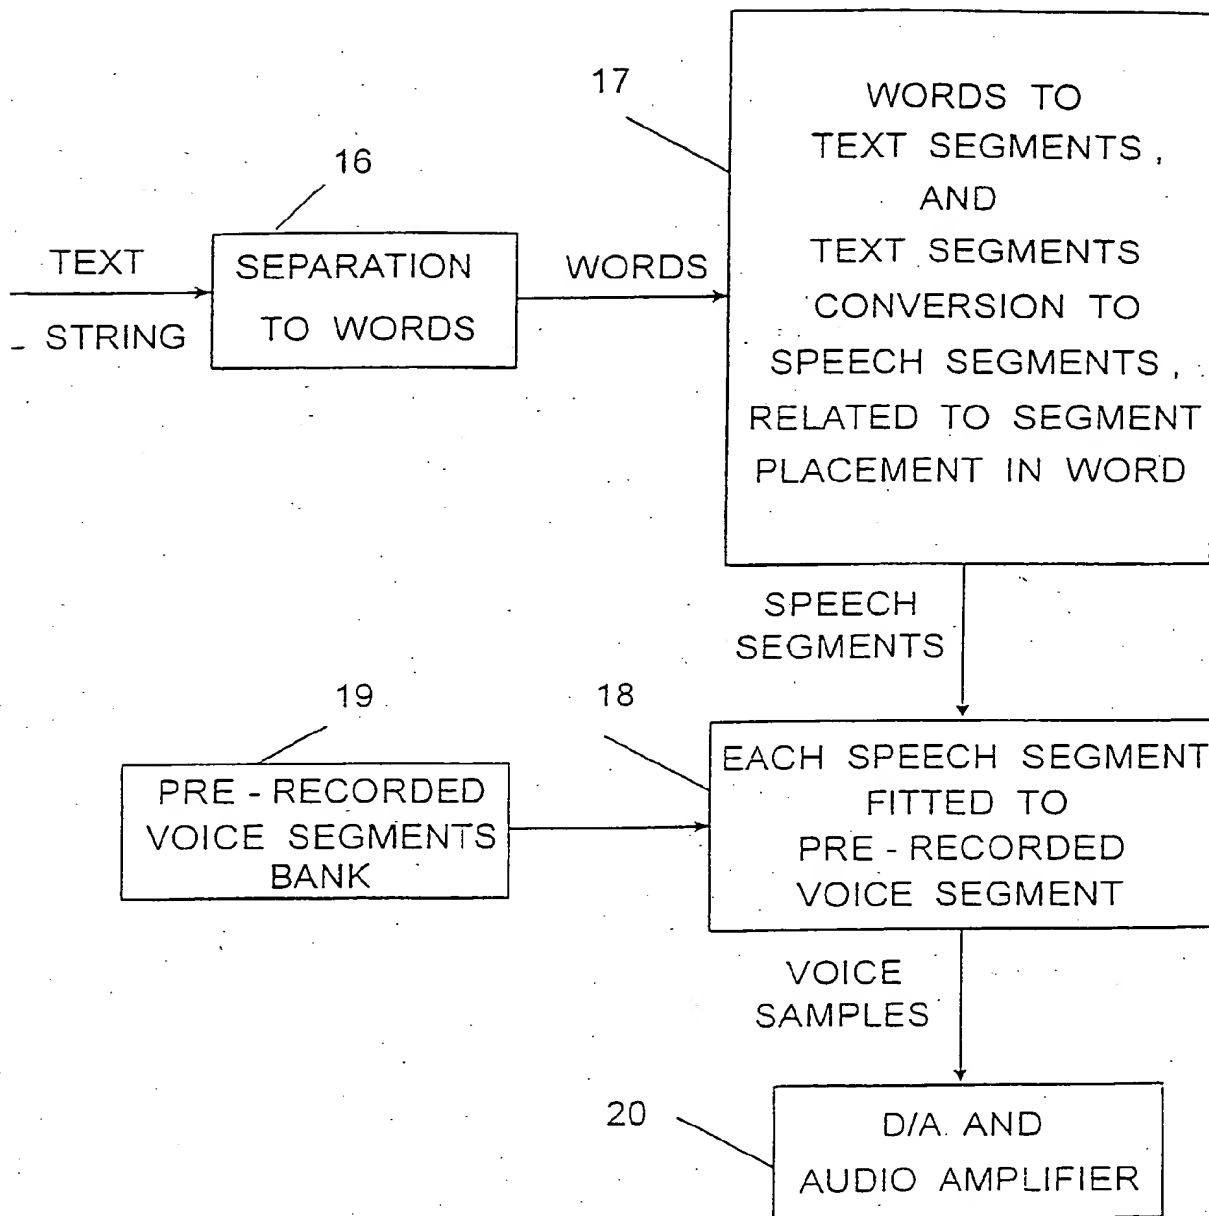 16
TEXT
STRING
SEPARATION
TO WORDS
WORDS
17
WORDS TO
TEXT SEGMENTS,
AND
TEXT SEGMENTS
CONVERSION TO
SPEECH SEGMENTS,
RELATED TO SEGMENT
PLACEMENT IN WORD
SPEECH
SEGMENTS
19
PRE - RECORDED
VOICE SEGMENTS
BANK
18
EACH SPEECH SEGMENT
FITTED TO
PRE - RECORDED
VOICE SEGMENT
VOICE
SAMPLES
20
D/A AND
AUDIO AMPLIFIER